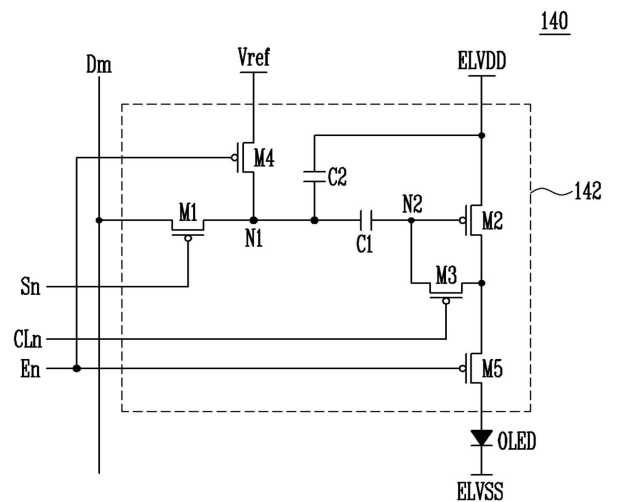 140
Dm
Vref
ELVDD
M4
C2
142
M1
N2
M2
N1
C1
M3
Sn
CLn
En
M5
OLED
ELVSS